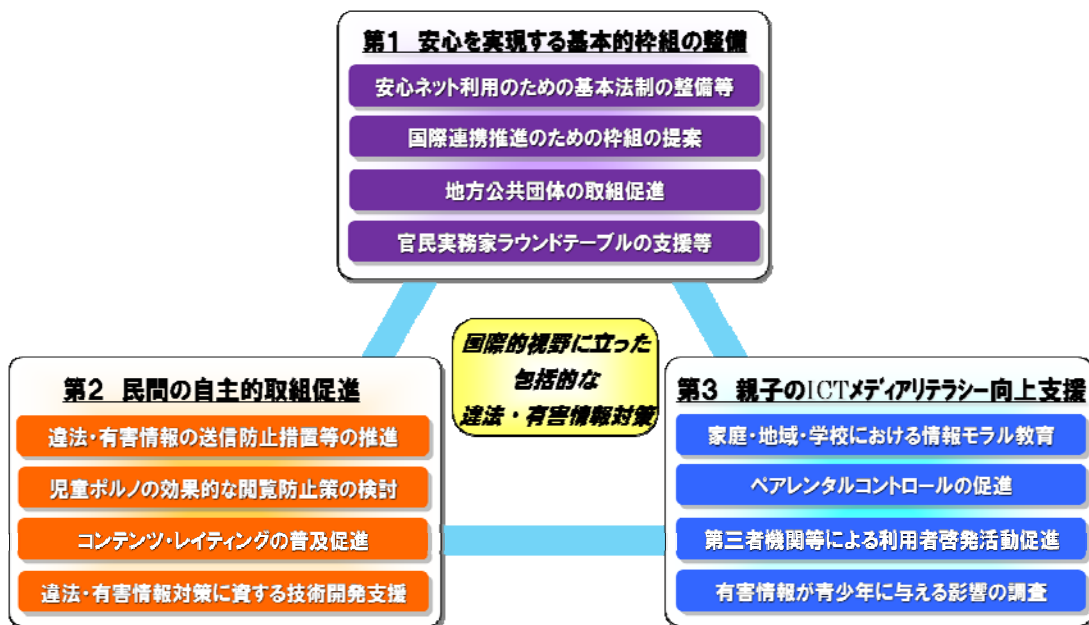 第1 安心を実現する基本的枠組の整備
安心ネット利用のための基本法制の整備等
国際連携推進のための枠組の提案
地方公共団体の取組促進
官民実務家ラウンドテーブルの支援等
国際的視野に立った
包括的な
違法・有害情報対策
第2 民間の自主的取組促進
違法・有害情報の送信防止措置等の推進
児童ポルノの効果的な閲覧防止策の検討
コンテンツ・レイティングの普及促進
違法・有害情報対策に資する技術開発支援
第3 親子のICTメディアリテラシー向上支援
家庭・地域・学校における情報モラル教育
ペアレンタルコントロールの促進
第三者機関等による利用者啓発活動促進
有害情報が青少年に与える影響の調査